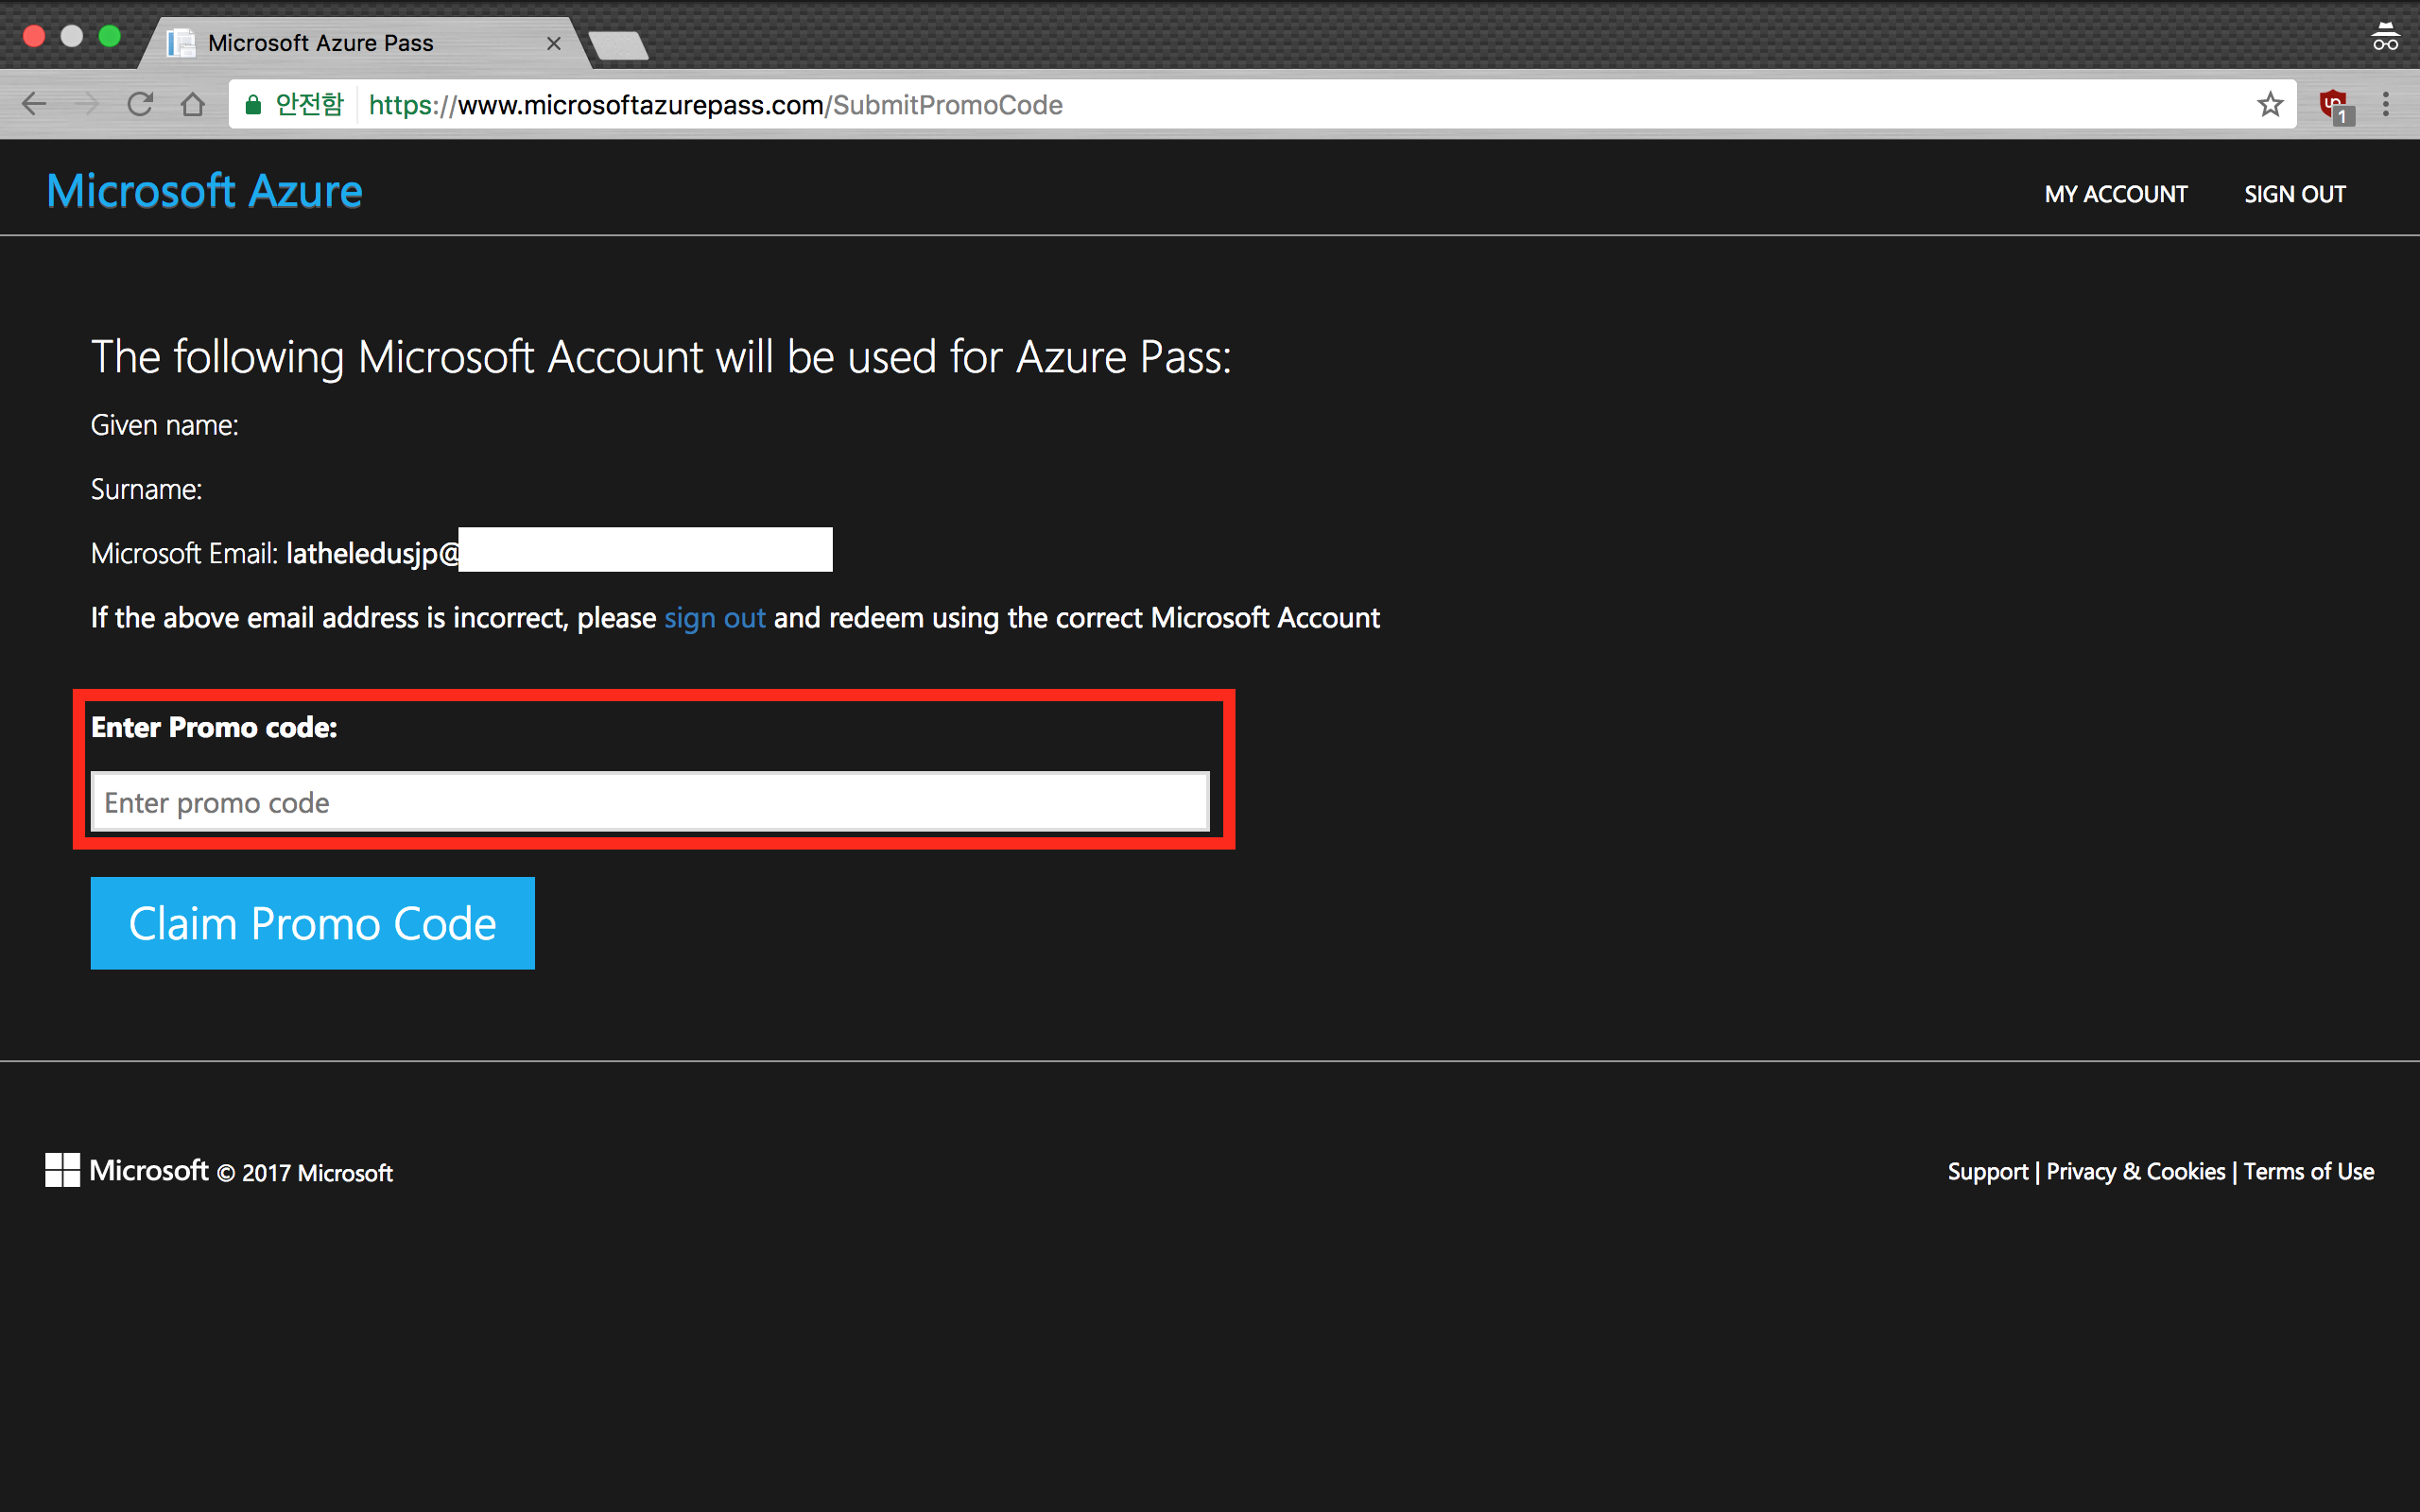 Microsoft Azure Pass
안전함 https://www.microsoftazurepass.com/SubmitPromoCode
1
Microsoft Azure
MY ACCOUNT SIGN OUT
The following Microsoft Account will be used for Azure Pass:
Given name:
Surname:
Microsoft Email: latheledusjp@
If the above email address is incorrect, please sign out and redeem using the correct Microsoft Account
Enter Promo code:
Enter promo code
Claim Promo Code
Microsoft © 2017 Microsoft
Support | Privacy & Cookies | Terms of Use